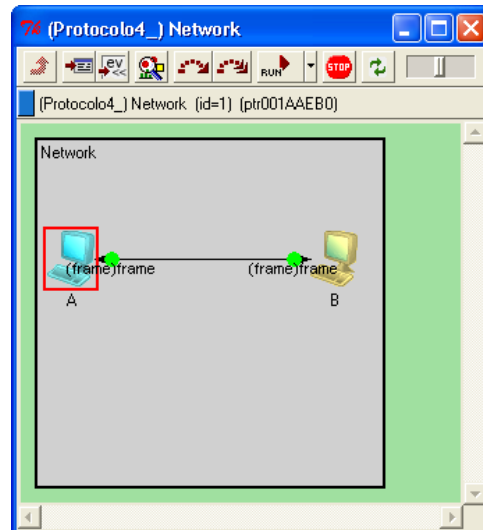 (Protocolo4_) Network
RUN
STOP
(Protocolo4_) Network (id=1) (ptr001AAEB0)
Network
(frame)frame
(frame)frame
A
B